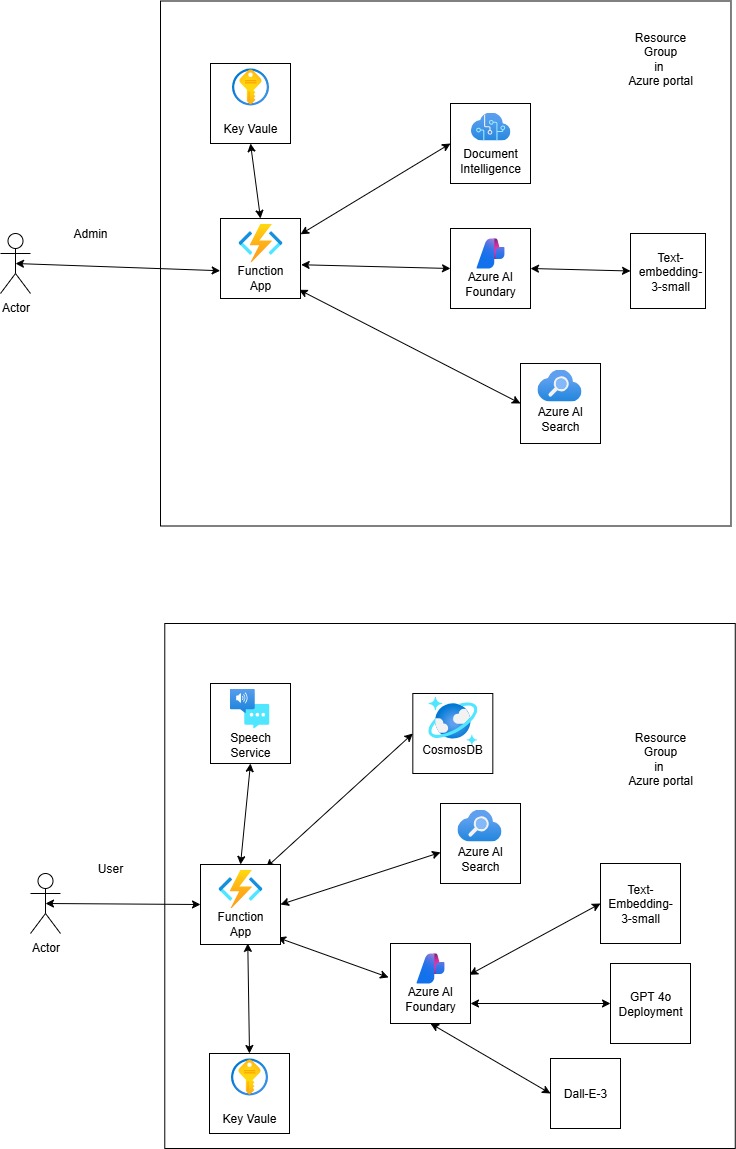 Resource
Group
in
Azure portal
Key Vaule
Document
Intelligence
Admin
Actor
Function
App
Azure AI
Foundary
Text-
embedding-
3-small
Azure AI
Search
Speech
Service
CosmosDB
Resource
Group
in
Azure portal
Azure AI
Search
User
Actor
Function
App
Text-
Embedding-
3-small
Azure AI
Foundary
GPT 4o
Deployment
Key Vaule
Dall-E-3